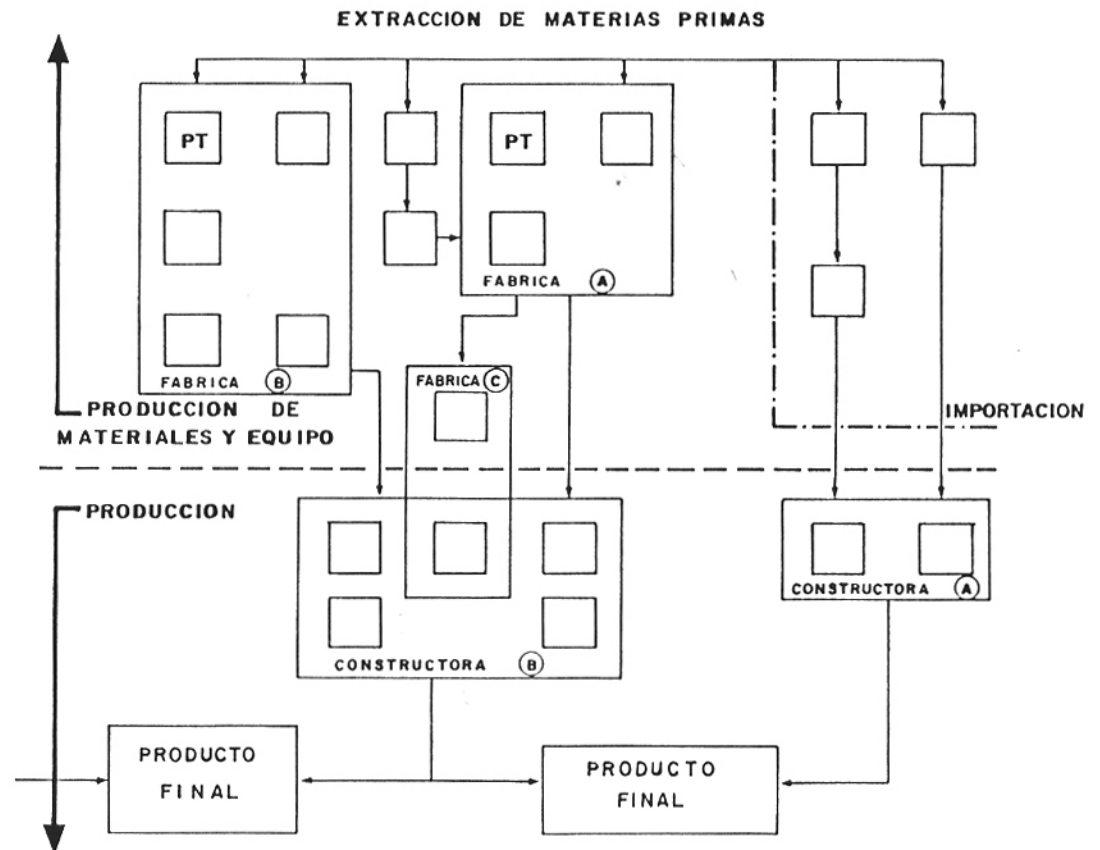 EXTRACCION DE MATERIAS PRIMAS
PT
PT
FABRICA A
FABRICA B
FABRICA C
PRODUCCION DE
MATERIALES Y EQUIPO
IMPORTACION
PRODUCCION
CONSTRUCTORA A
CONSTRUCTORA B
PRODUCTO
FINAL
PRODUCTO
FINAL